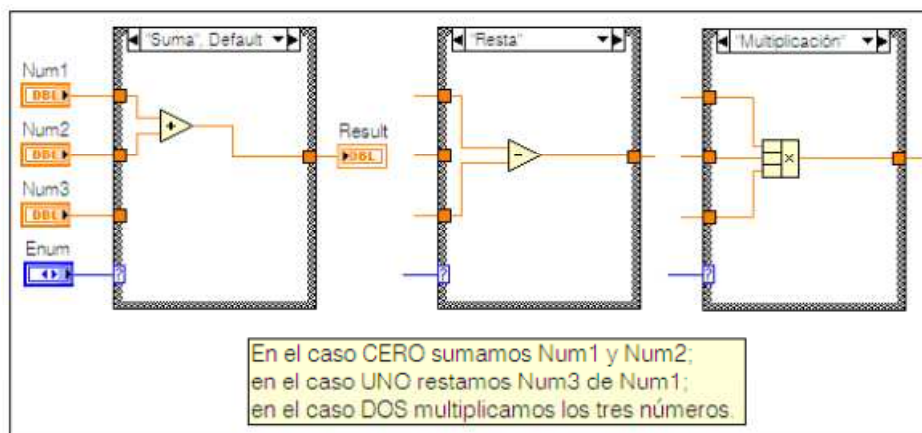 "Suma", Default
"Resta"
"Multiplicación"
Num1
DBL
Num2
DBL
Result
DBL
Num3
DBL
Enum
?
?
?
+
-
x
En el caso CERO sumamos Num1 y Num2;
en el caso UNO restamos Num3 de Num1;
en el caso DOS multiplicamos los tres números.